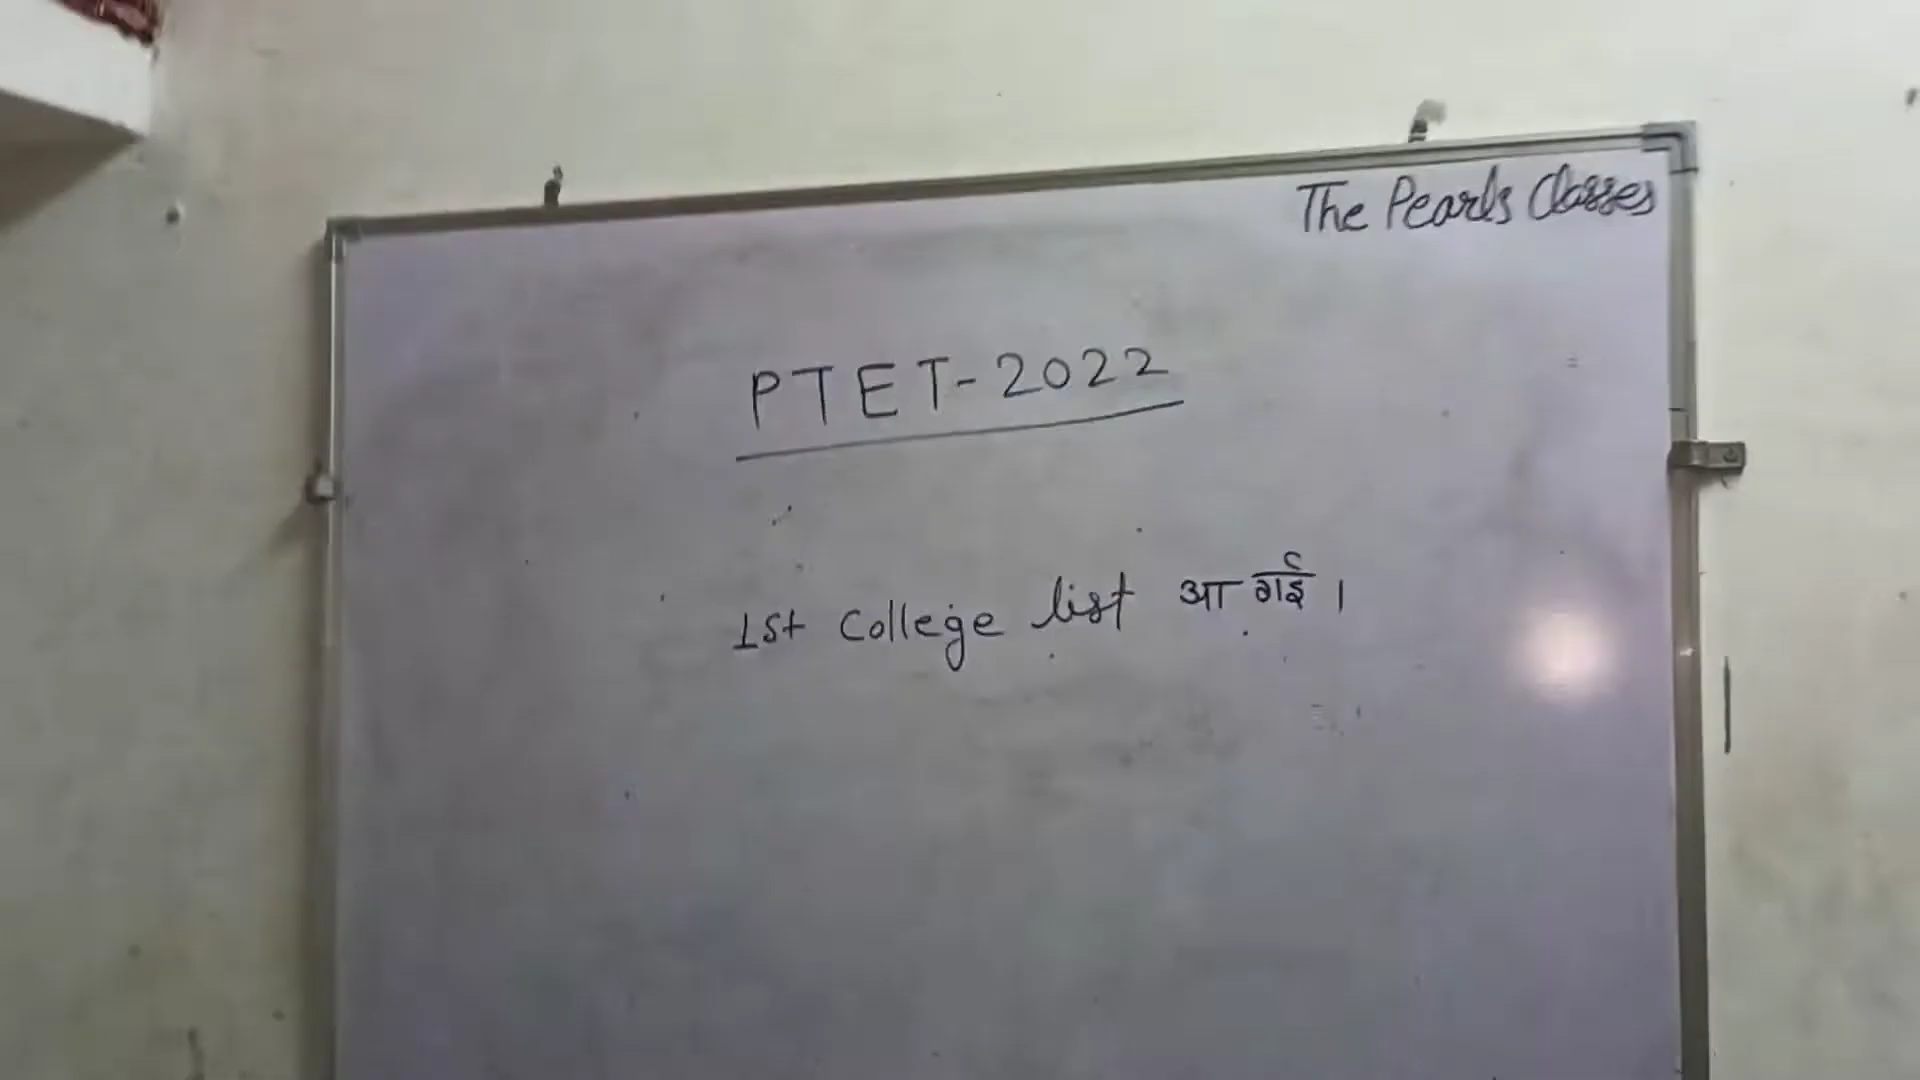 The Pearls Classes
PTET-2022
1st College list आ गई ।